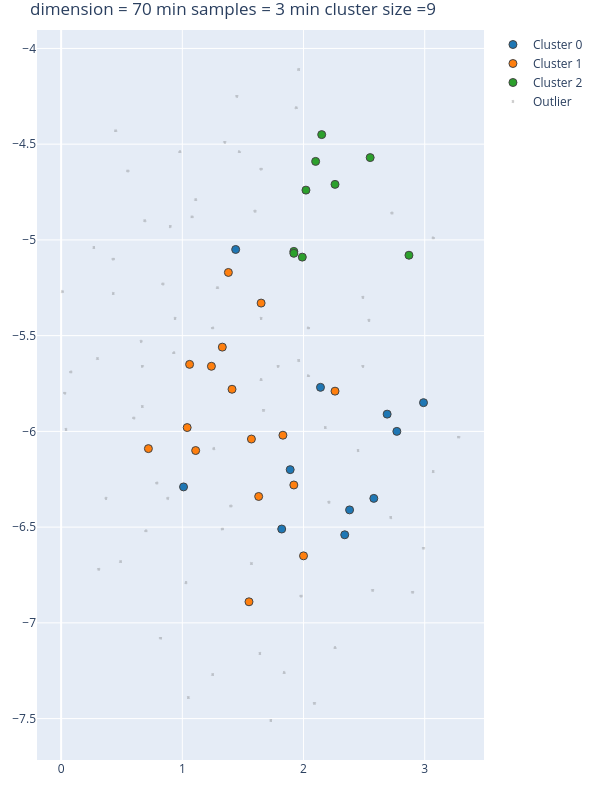 dimension = 70 min samples = 3 min cluster size =9
Cluster 0
Cluster 1
Cluster 2
Outlier
−4
−4.5
−5
−5.5
−6
−6.5
−7
−7.5
0
1
2
3